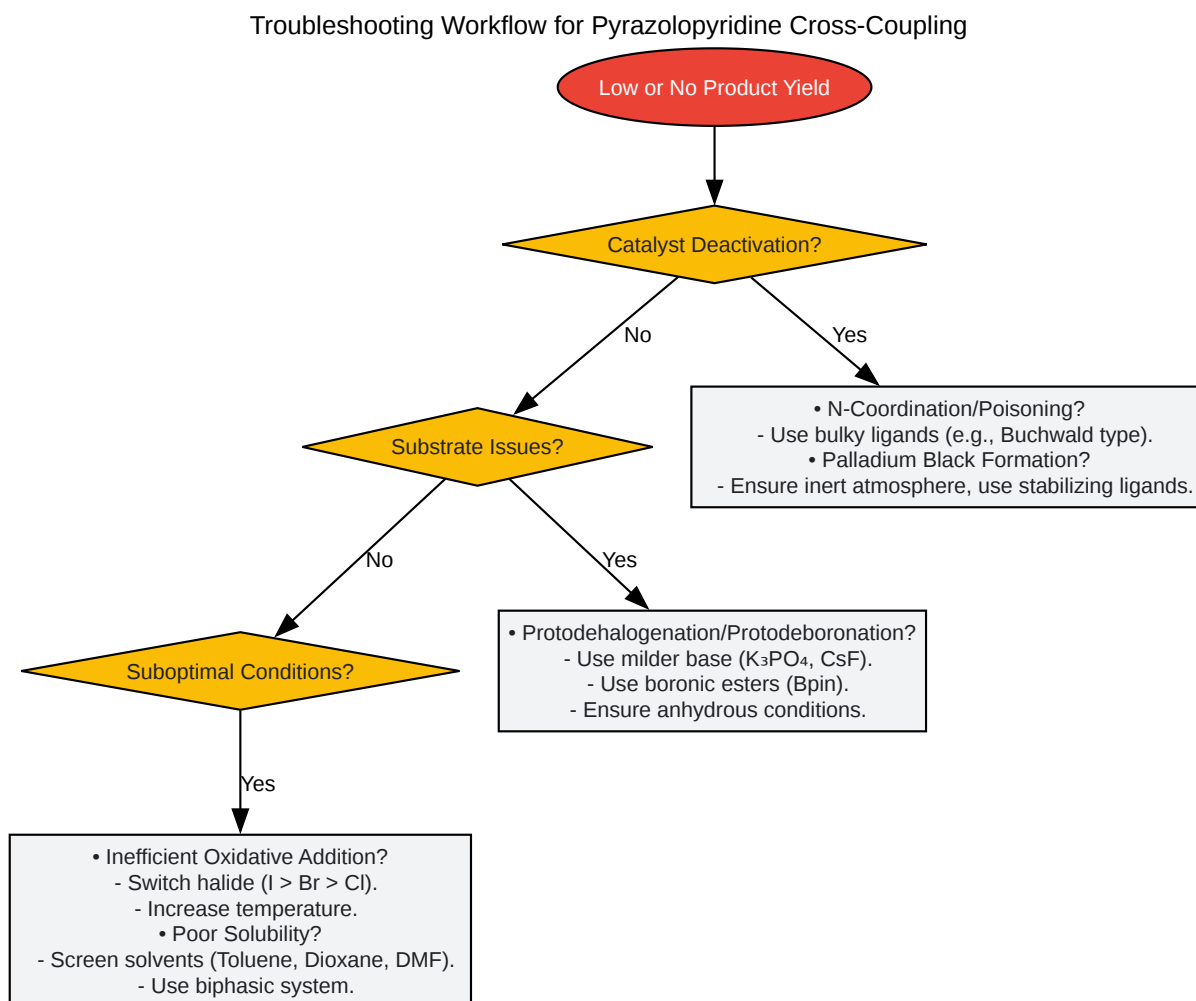 Troubleshooting Workflow for Pyrazolopyridine Cross-Coupling
Low or No Product Yield
Catalyst Deactivation?
No
Yes
• N-Coordination/Poisoning?
- Use bulky ligands (e.g., Buchwald type).
• Palladium Black Formation?
- Ensure inert atmosphere, use stabilizing ligands.
Substrate Issues?
No
Yes
• Protodehalogenation/Protodeboronation?
- Use milder base (K₃PO₄, CsF).
- Use boronic esters (Bpin).
- Ensure anhydrous conditions.
Suboptimal Conditions?
Yes
• Inefficient Oxidative Addition?
- Switch halide (I > Br > Cl).
- Increase temperature.
• Poor Solubility?
- Screen solvents (Toluene, Dioxane, DMF).
- Use biphasic system.